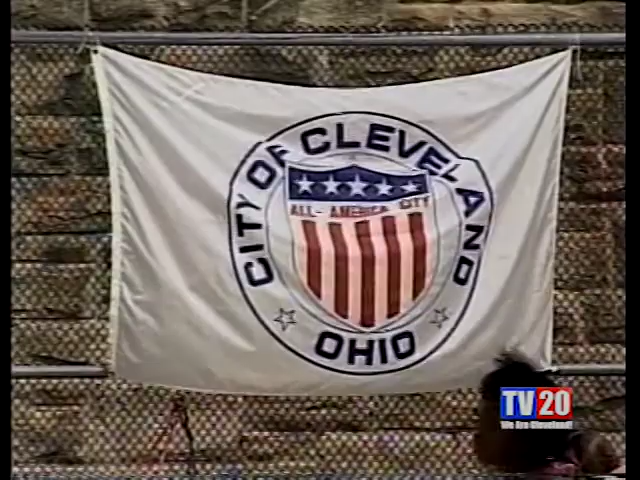 CITY OF CLEVELAND
ALL-AMERICA CITY
OHIO
TV20
We Are Cleveland!